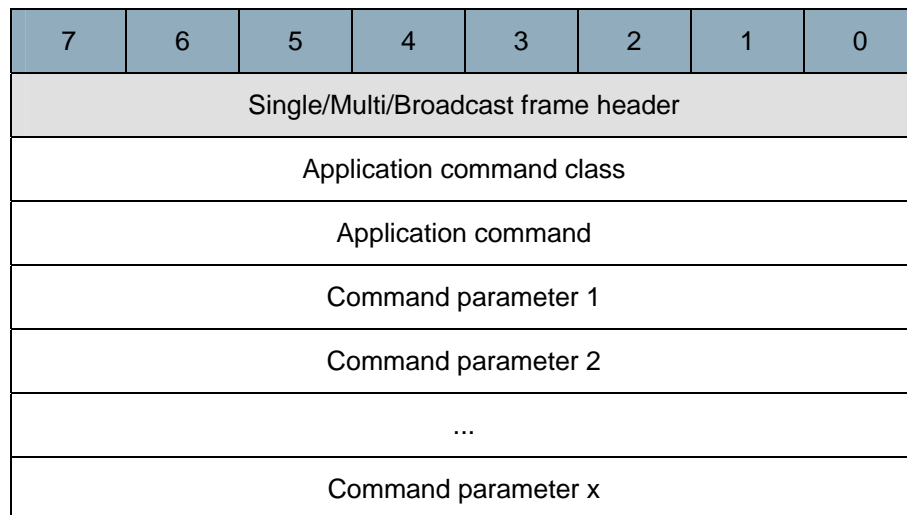 7 6 5 4 3 2 1 0
Single/Multi/Broadcast frame header
Application command class
Application command
Command parameter 1
Command parameter 2
...
Command parameter x